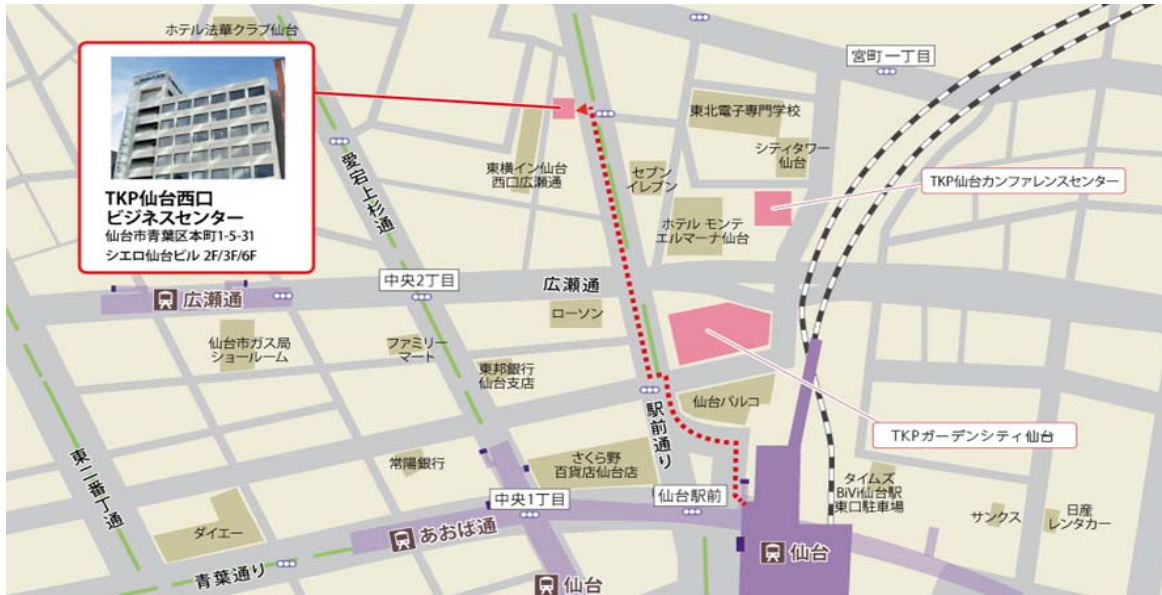 ホテル法華クラブ仙台
TKP仙台西口
ビジネスセンター
仙台市青葉区本町1-5-31
シエロ仙台ビル 2F/3F/6F
愛宕上杉通
東横イン仙台
西口広瀬通
セブン
イレブン
宮町一丁目
東北電子専門学校
シティタワー
仙台
TKP仙台カンファレンスセンター
ホテル モンテ
エルマーナ仙台
中央2丁目
広瀬通
広瀬通
ローソン
仙台市ガス局
ショールーム
ファミリー
マート
東邦銀行
仙台支店
仙台パルコ
駅前通り
TKPガーデンシティ仙台
東二番丁通
常陽銀行
さくら野
百貨店仙台店
中央1丁目
仙台駅前
タイムズ
BiVi仙台駅
東口駐車場
サンクス
日産
レンタカー
ダイエー
あおば通
青葉通り
仙台
仙台